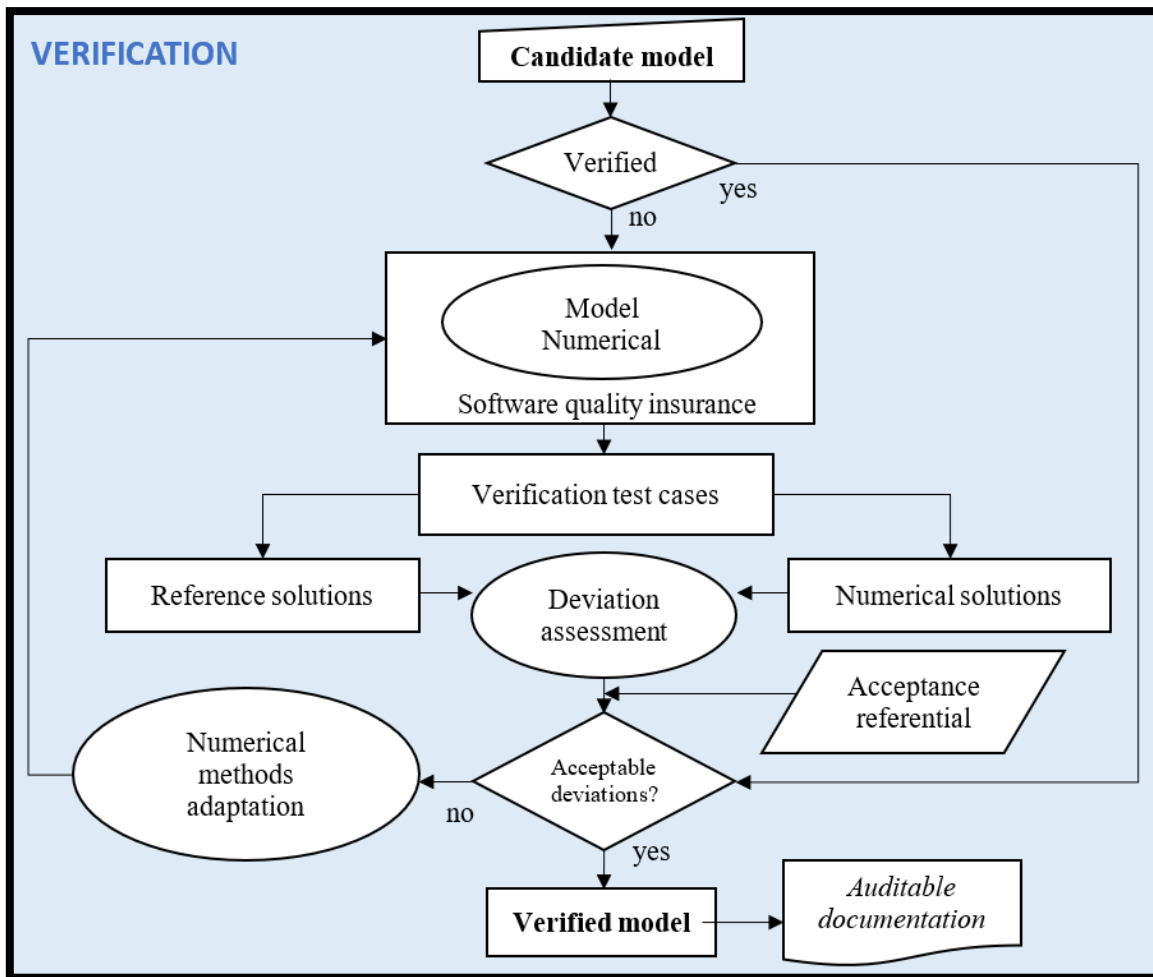 VERIFICATION
Candidate model
Verified
yes
no
Model
Numerical
Software quality insurance
Verification test cases
Reference solutions
Deviation
assessment
Numerical solutions
Acceptance
referential
Numerical
methods
adaptation
Acceptable
deviations?
no
yes
Verified model
Auditable
documentation